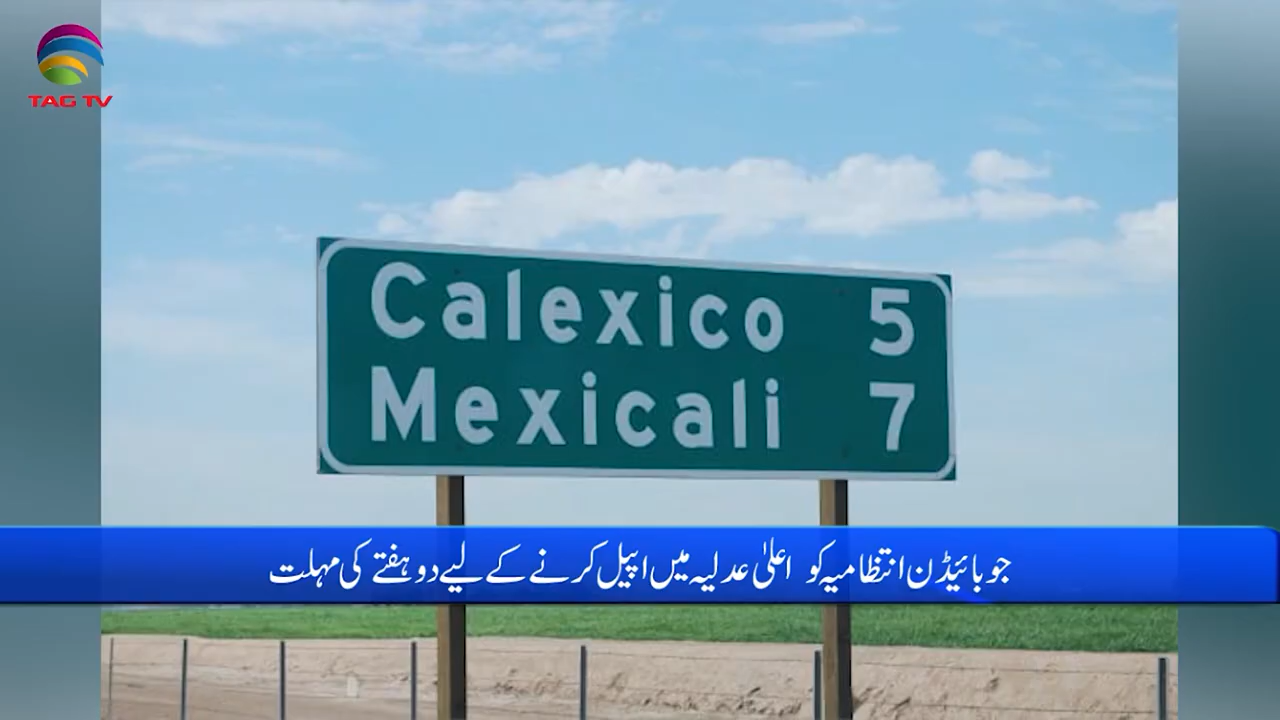 TAG TV
Calexico 5
Mexicali 7
جو بائیڈن انتظامیہ کو اعلیٰ عدلیہ میں اپیل کرنے کے لیے دو ہفتے کی مہلت